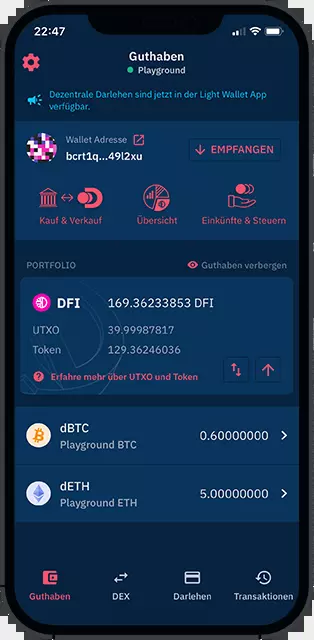 22:47
Guthaben
Playground
Dezentrale Darlehen sind jetzt in der Light Wallet App
verfügbar.
Wallet Adresse
bcrt1q...49l2xu
EMPFANGEN
Kauf & Verkauf
Übersicht
Einkünfte & Steuern
PORTFOLIO
Guthaben verbergen
DFI
169.36233853 DFI
UTXO
39.99987817
Token
129.36246036
Erfahre mehr über UTXO und Token
dBTC
Playground BTC
0.60000000
dETH
Playground ETH
5.00000000
Guthaben
DEX
Darlehen
Transaktionen